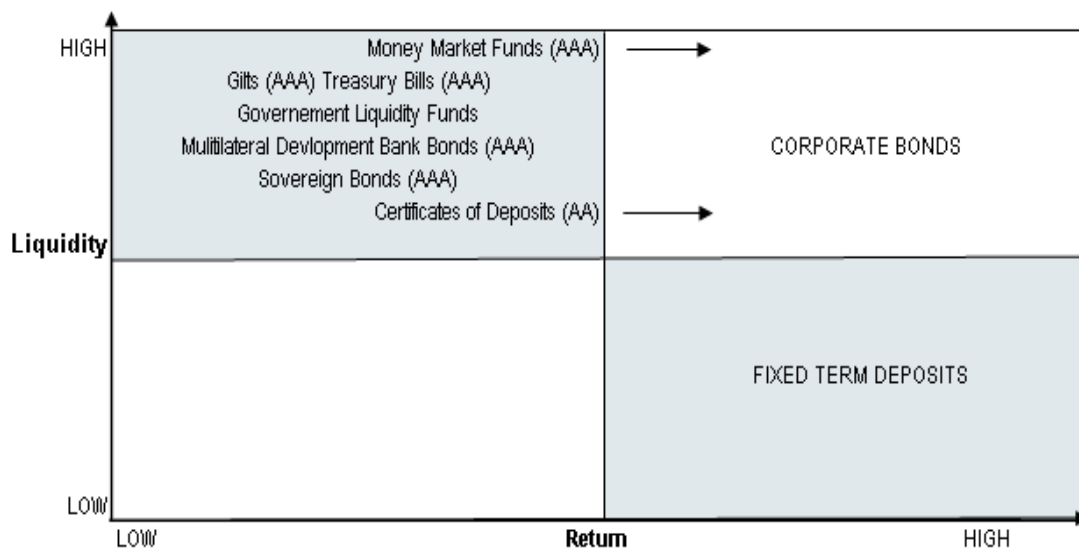 HIGH
Money Market Funds (AAA)
Gilts (AAA) Treasury Bills (AAA)
Governement Liquidity Funds
Mulitilateral Devlopment Bank Bonds (AAA)
CORPORATE BONDS
Sovereign Bonds (AAA)
Certificates of Deposits (AA)
Liquidity
FIXED TERM DEPOSITS
LOW
LOW
Return
HIGH